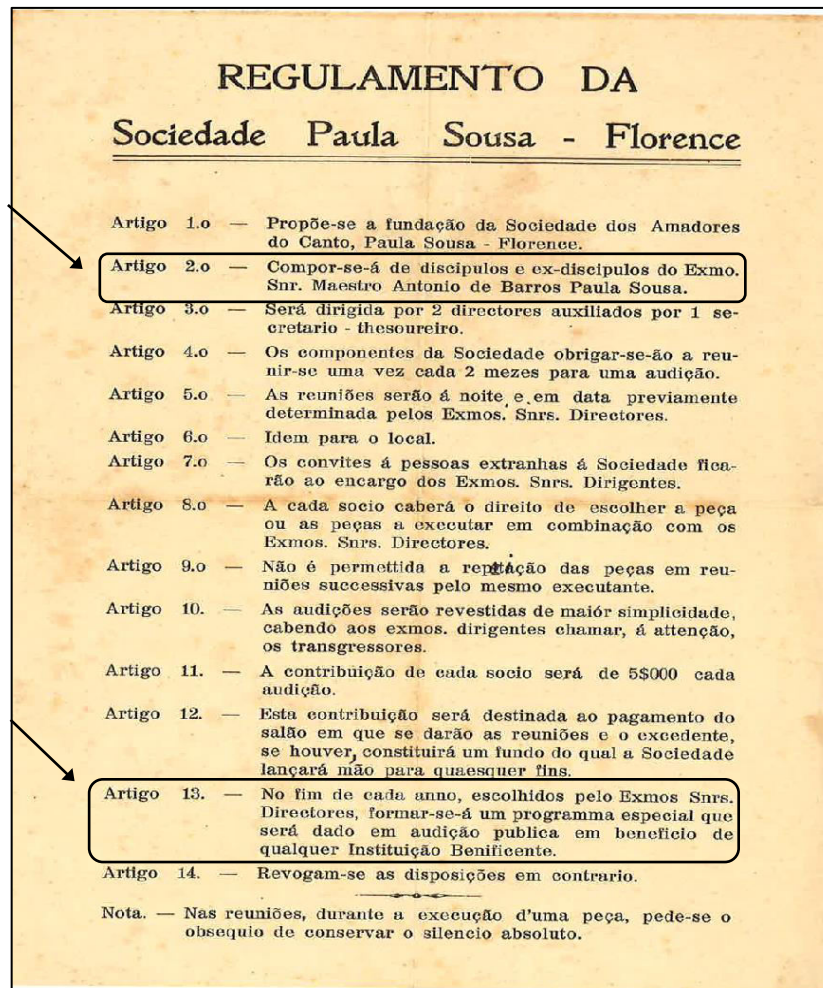 REGULAMENTO DA
Sociedade Paula Sousa - Florence
Artigo 1.o — Propõe-se a fundação da Sociedade dos Amadores
do Canto, Paula Sousa - Florence.
Artigo 2.o — Compor-se-á de discipulos e ex-discipulos do Exmo.
Snr. Maestro Antonio de Barros Paula Sousa.
Artigo 3.o — Será dirigida por 2 directores auxiliados por 1 se-
cretario - thesoureiro.
Artigo 4.o — Os componentes da Sociedade obrigar-se-ão a reu-
nir-se uma vez cada 2 mezes para uma audição.
Artigo 5.o — As reuniões serão á noite e em data previamente
determinada pelos Exmos. Snrs. Directores.
Artigo 6.o — Idem para o local.
Artigo 7.o — Os convites á pessoas extranhas á Sociedade fica-
rão ao encargo dos Exmos. Snrs. Dirigentes.
Artigo 8.o — A cada socio caberá o direito de escolher a peça
ou as peças a executar em combinação com os
Exmos. Snrs. Directores.
Artigo 9.o — Não é permettida a repetição das peças em reu-
niões successivas pelo mesmo executante.
Artigo 10. — As audições serão revestidas de maiór simplicidade,
cabendo aos exmos. dirigentes chamar, á attenção,
os transgressores.
Artigo 11. — A contribuição de cada socio será de 5$000 cada
audição.
Artigo 12. — Esta contribuição será destinada ao pagamento do
salão em que se darão as reuniões e o excedente,
se houver, constituirá um fundo do qual a Sociedade
lançará mão para quaesquer fins.
Artigo 13. — No fim de cada anno, escolhidos pelo Exmos Snrs.
Directores, formar-se-á um programma especial que
será dado em audição publica em beneficio de
qualquer Instituição Benificente.
Artigo 14. — Revogam-se as disposições em contrario.
Nota. — Nas reuniões, durante a execução d'uma peça, pede-se o
obsequio de conservar o silencio absoluto.